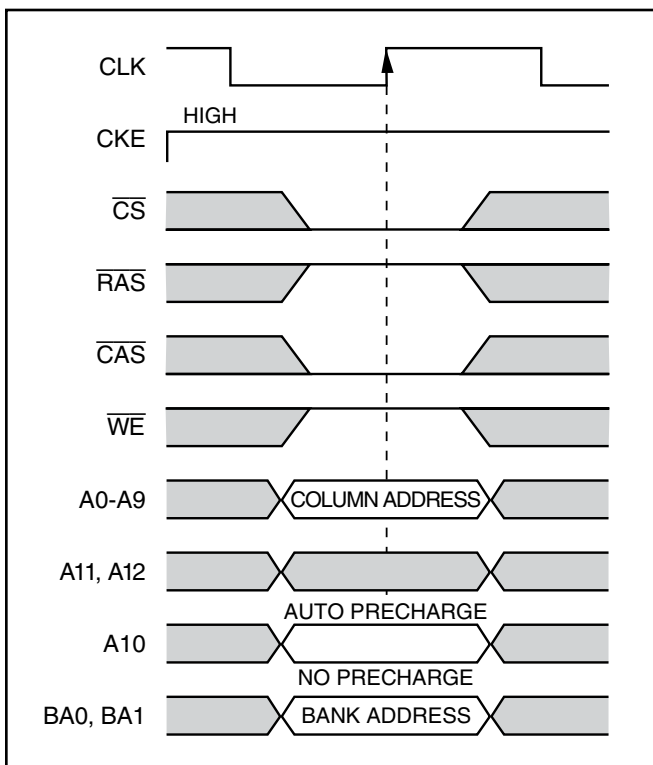 CLK
HIGH
CKE
CS
RAS
CAS
WE
A0-A9 COLUMN ADDRESS
A11, A12
AUTO PRECHARGE
A10
NO PRECHARGE
BA0, BA1 BANK ADDRESS